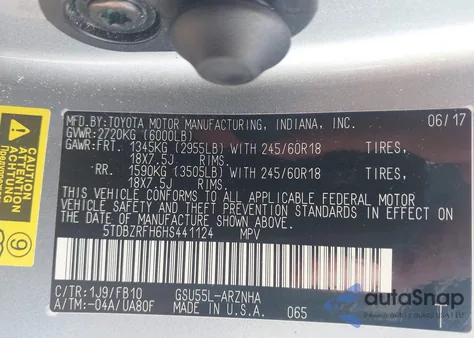 MFD.BY:TOYOTA MOTOR MANUFACTURING, INDIANA, INC. 06/17
GVWR:2720KG (6000LB)
GAWR:FRT. 1345KG (2955LB) WITH 245/60R18 TIRES,
18X7.5J RIMS.
RR. 1590KG (3505LB) WITH 245/60R18 TIRES,
18X7.5J RIMS.
THIS VEHICLE CONFORMS TO ALL APPLICABLE FEDERAL MOTOR
VEHICLE SAFETY AND THEFT PREVENTION STANDARDS IN EFFECT
ON THE DATE OF MANUFACTURE SHOWN ABOVE.
5TDBZRFH6HS441124 MPV
C/TR:1J9/FB10 GSU55L-ARZNHA
A/TM:-04A/UA80F MADE IN U.S.A. 065 T
9
autoSnap